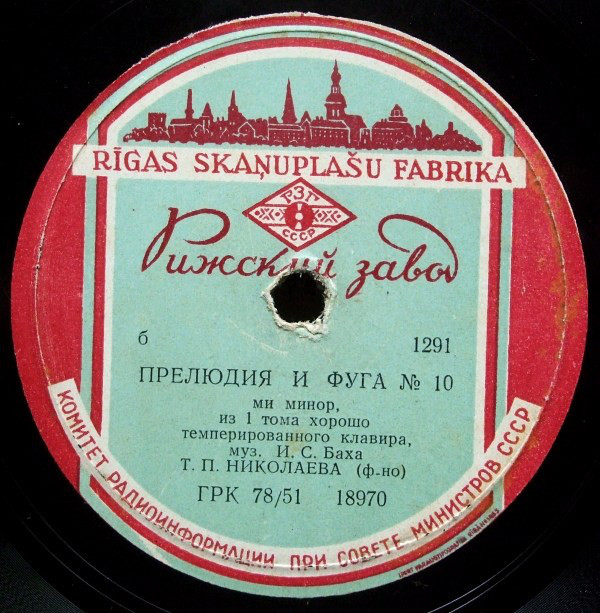 RĪGAS SKAŅUPLAŠU FABRIKA
РЗГ
СССР
Рижский завод
б 1291
ПРЕЛЮДИЯ И ФУГА № 10
ми минор,
из 1 тома хорошо
темперированного клавира,
муз. И. С. Баха
Т. П. НИКОЛАЕВА (ф-но)
ГРК 78/51 18970
КОМИТЕТ РАДИОИНФОРМАЦИИ ПРИ СОВЕТЕ МИНИСТРОВ СССР